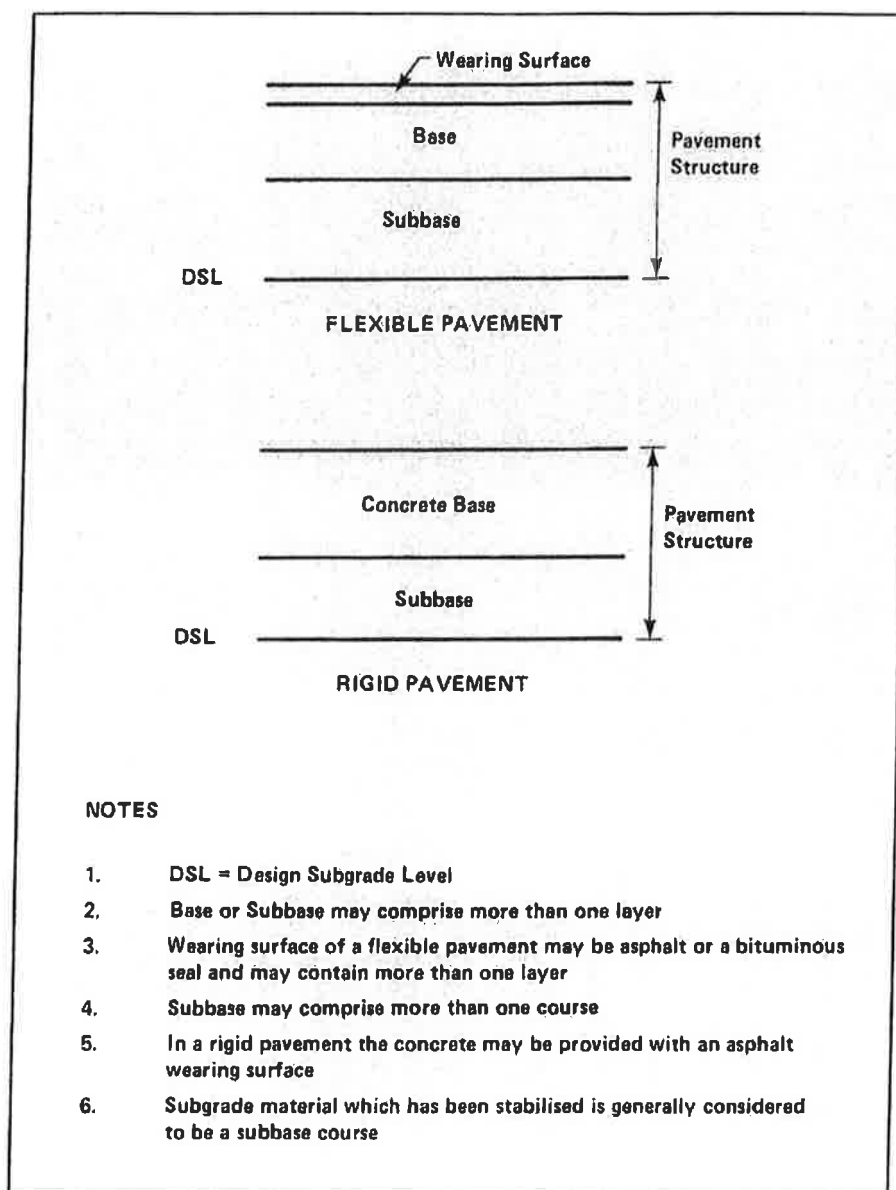 Wearing Surface
Base
Pavement
Structure
Subbase
DSL
FLEXIBLE PAVEMENT
Concrete Base
Pavement
Structure
Subbase
DSL
RIGID PAVEMENT
NOTES
1. DSL = Design Subgrade Level
2. Base or Subbase may comprise more than one layer
3. Wearing surface of a flexible pavement may be asphalt or a bituminous
seal and may contain more than one layer
4. Subbase may comprise more than one course
5. In a rigid pavement the concrete may be provided with an asphalt
wearing surface
6. Subgrade material which has been stabilised is generally considered
to be a subbase course